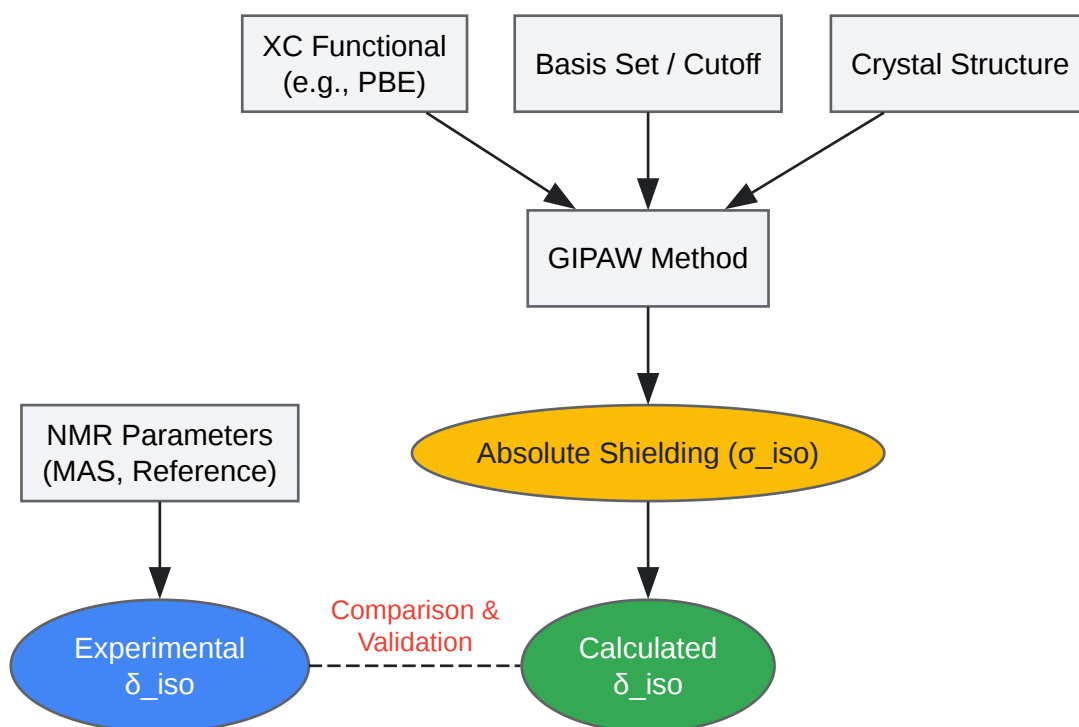 XC Functional
(e.g., PBE)
Basis Set / Cutoff
Crystal Structure
GIPAW Method
NMR Parameters
(MAS, Reference)
Absolute Shielding (σ_iso)
Experimental
δ_iso
Comparison &
Validation
Calculated
δ_iso